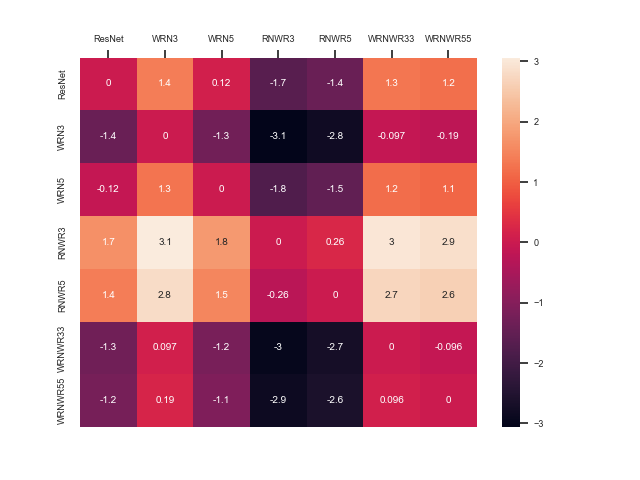 ResNet WRN3 WRN5 RNWR3 RNWR5 WRNWR33 WRNWR55
ResNet 0 1.4 0.12 -1.7 -1.4 1.3 1.2
WRN3 -1.4 0 -1.3 -3.1 -2.8 -0.097 -0.19
WRN5 -0.12 1.3 0 -1.8 -1.5 1.2 1.1
RNWR3 1.7 3.1 1.8 0 0.26 3 2.9
RNWR5 1.4 2.8 1.5 -0.26 0 2.7 2.6
WRNWR33 -1.3 0.097 -1.2 -3 -2.7 0 -0.096
WRNWR55 -1.2 0.19 -1.1 -2.9 -2.6 0.096 0
3
2
1
0
−1
−2
−3